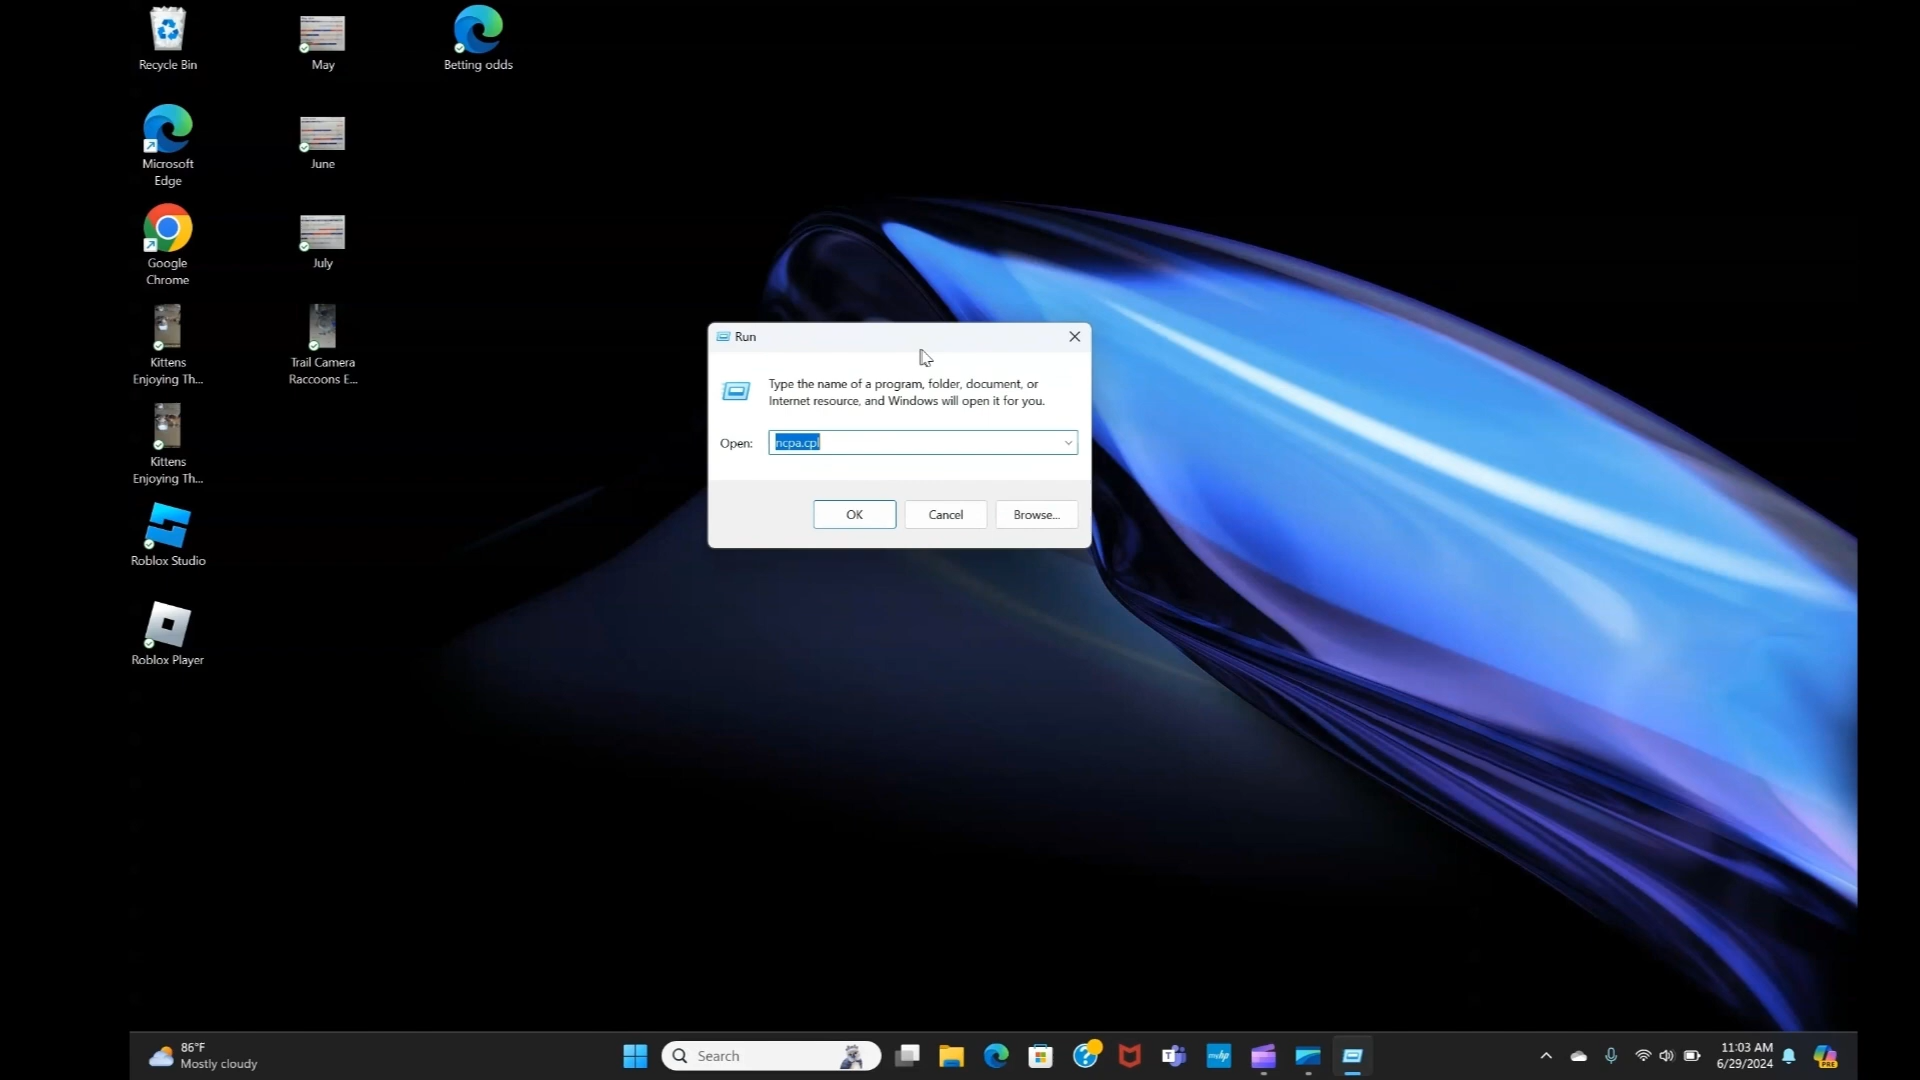 Recycle Bin
May
Betting odds
Microsoft
Edge
June
Google
Chrome
July
Kittens
Enjoying Th...
Trail Camera
Raccoons E...
Kittens
Enjoying Th...
Roblox Studio
Roblox Player
Run
Type the name of a program, folder, document, or
Internet resource, and Windows will open it for you.
Open: ncpa.cpl
OK Cancel Browse...
86°F
Mostly cloudy
Search
T
myhp
11:03 AM
6/29/2024
PRE